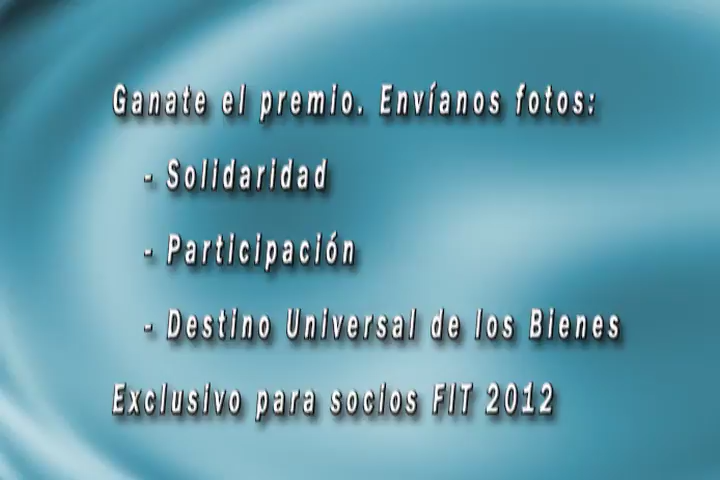 Ganate el premio. Envíanos fotos:
- Solidaridad
- Participación
- Destino Universal de los Bienes
Exclusivo para socios FIT 2012